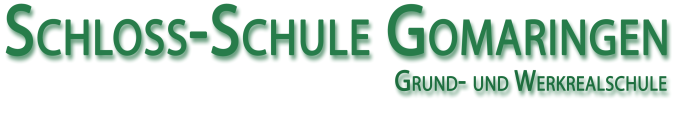 Schloss-Schule Gomaringen
Grund- und Werkrealschule